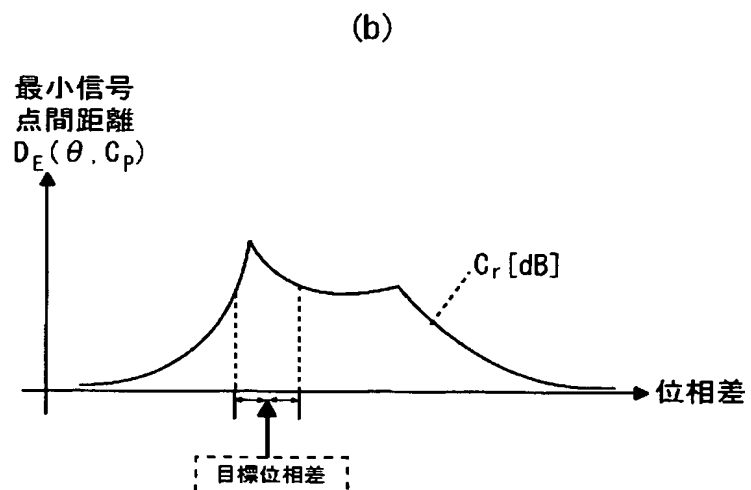 (b)
最小信号
点間距離
D_E(θ,C_P)
C_r[dB]
位相差
目標位相差